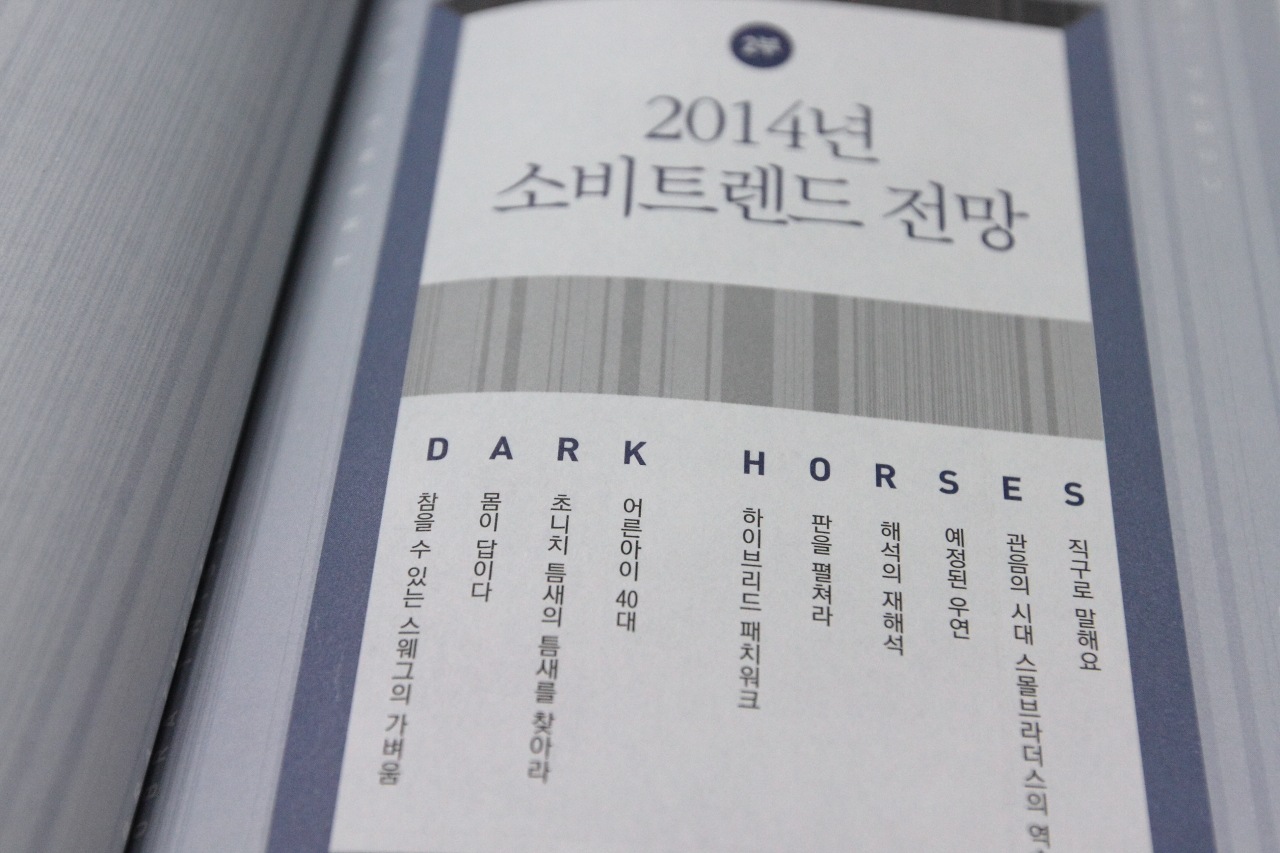 2부
2014년
소비트렌드 전망
DARK HORSES
참을 수 있는 스웨그의 가벼움
몸이 답이다
초니치 틈새의 틈새를 찾아라
어른아이 40대
하이브리드 패치워크
판을 펼쳐라
해석의 재해석
예정된 우연
관음의 시대 스몰브라더스의
직구로 말해요